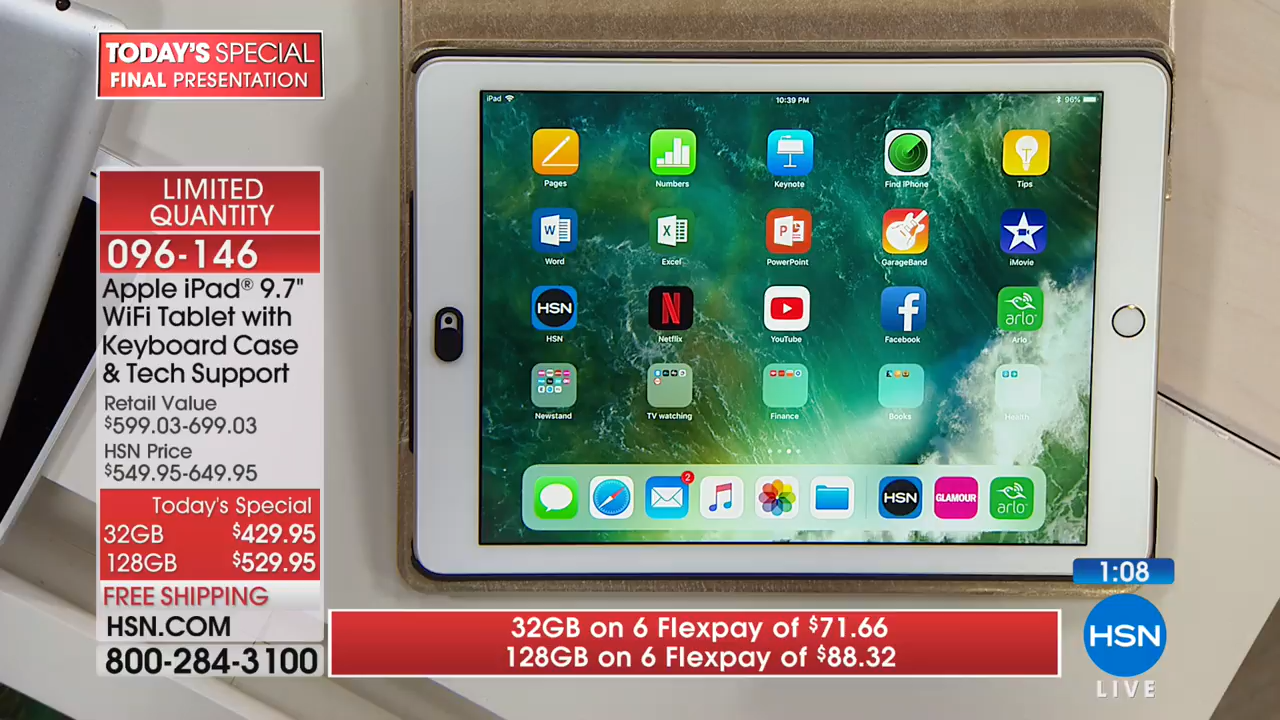 TODAY'S SPECIAL
FINAL PRESENTATION
LIMITED
QUANTITY
096-146
Apple iPad® 9.7"
WiFi Tablet with
Keyboard Case
& Tech Support
Retail Value
$599.03-699.03
HSN Price
$549.95-649.95
Today's Special
32GB $429.95
128GB $529.95
FREE SHIPPING
HSN.COM
800-284-3100
iPad 10:39 PM 96%
Pages Numbers Keynote Find iPhone Tips
W X P
Word Excel PowerPoint GarageBand iMovie
HSN N f arlo
HSN Netflix YouTube Facebook Arlo
Newstand TV watching Finance Books Health
2
HSN GLAMOUR arlo
1:08
32GB on 6 Flexpay of $71.66
128GB on 6 Flexpay of $88.32
HSN
LIVE